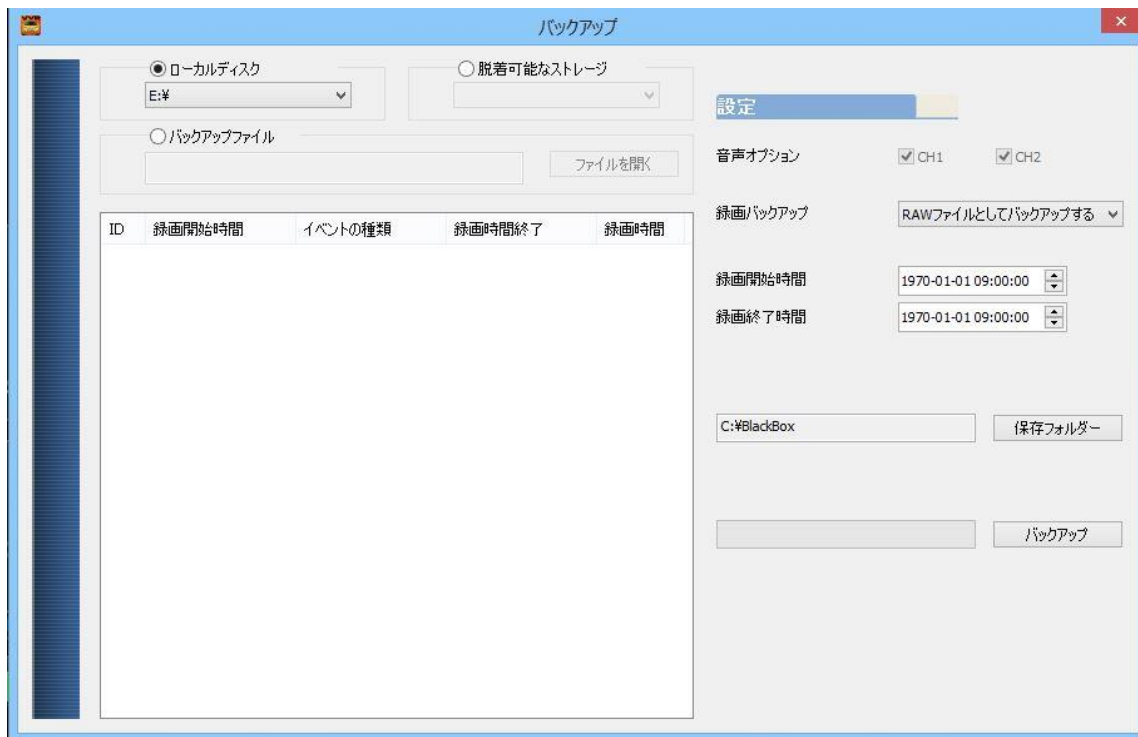 バックアップ
ローカルディスク
E:¥
脱着可能なストレージ
バックアップファイル
ファイルを開く
ID 録画開始時間 イベントの種類 録画時間終了 録画時間
設定
音声オプション CH1 CH2
録画バックアップ RAWファイルとしてバックアップする
録画開始時間 1970-01-01 09:00:00
録画終了時間 1970-01-01 09:00:00
C:¥BlackBox 保存フォルダー
バックアップ